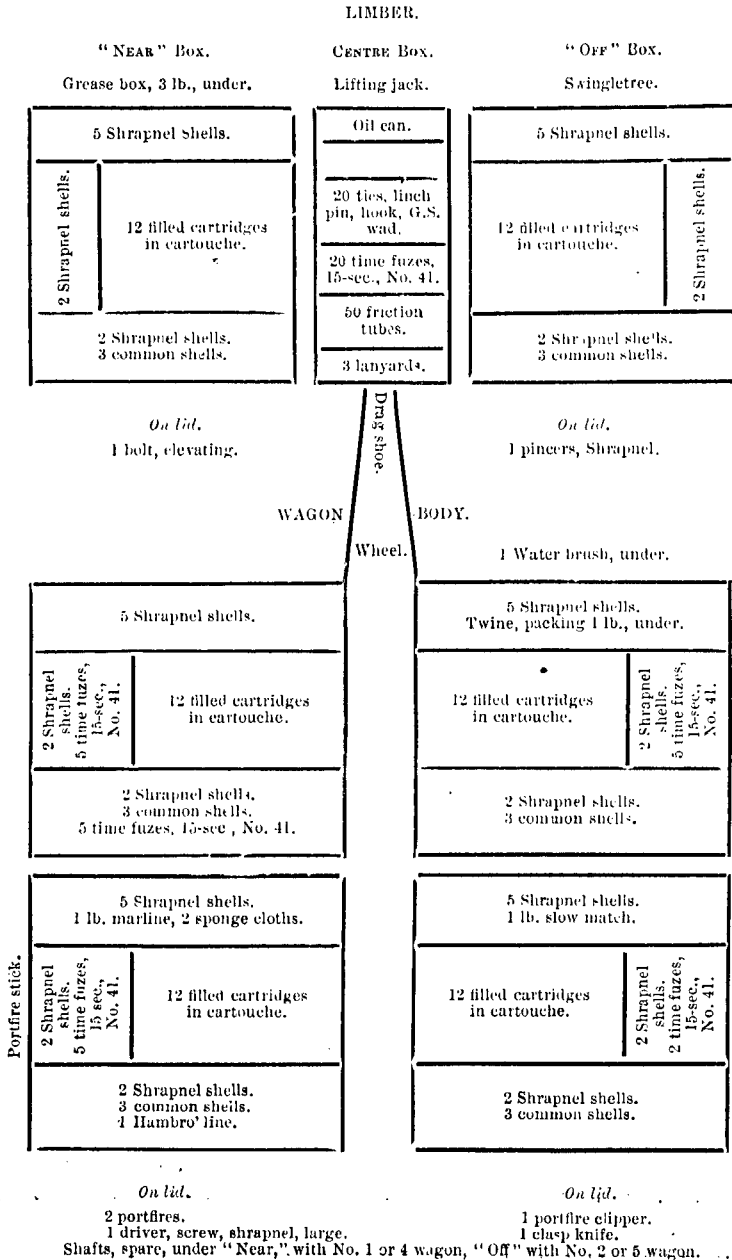 LIMBER.
"NEAR" BOX.
Grease box, 3 lb., under.
5 Shrapnel shells.
2 Shrapnel shells.
12 filled cartridges
in cartouche.
2 Shrapnel shells.
3 common shells.
On lid.
1 bolt, elevating.
CENTRE BOX.
Lifting jack.
Oil can.
20 ties, linch
pin, hook, G.S.
wad.
20 time fuzes,
15-sec., No. 41.
50 friction
tubes.
3 lanyards.
"OFF" BOX.
Swingletree.
5 Shrapnel shells.
12 filled cartridges
in cartouche.
2 Shrapnel shells.
2 Shrapnel shells.
3 common shells.
On lid.
1 pincers, Shrapnel.
Drag shoe.
WAGON BODY.
Wheel.
1 Water brush, under.
5 Shrapnel shells.
2 Shrapnel
shells.
5 time fuzes,
15-sec.,
No. 41.
12 filled cartridges
in cartouche.
2 Shrapnel shells.
3 common shells.
5 time fuzes, 15-sec., No. 41.
5 Shrapnel shells.
Twine, packing 1 lb., under.
12 filled cartridges
in cartouche.
2 Shrapnel
shells.
5 time fuzes,
15-sec.,
No. 41.
2 Shrapnel shells.
3 common shells.
Portfire stick.
5 Shrapnel shells.
1 lb. marline, 2 sponge cloths.
2 Shrapnel
shells.
5 time fuzes,
15 sec.,
No. 41.
12 filled cartridges
in cartouche.
2 Shrapnel shells.
3 common shells.
1 Hambro' line.
5 Shrapnel shells.
1 lb. slow match.
12 filled cartridges
in cartouche.
2 Shrapnel
shells.
2 time fuzes,
15-sec.,
No. 41.
2 Shrapnel shells.
3 common shells.
On lid.
2 portfires.
1 driver, screw, shrapnel, large.
On lid.
1 portfire clipper.
1 clasp knife.
Shafts, spare, under "Near," with No. 1 or 4 wagon, "Off" with No. 2 or 5 wagon.